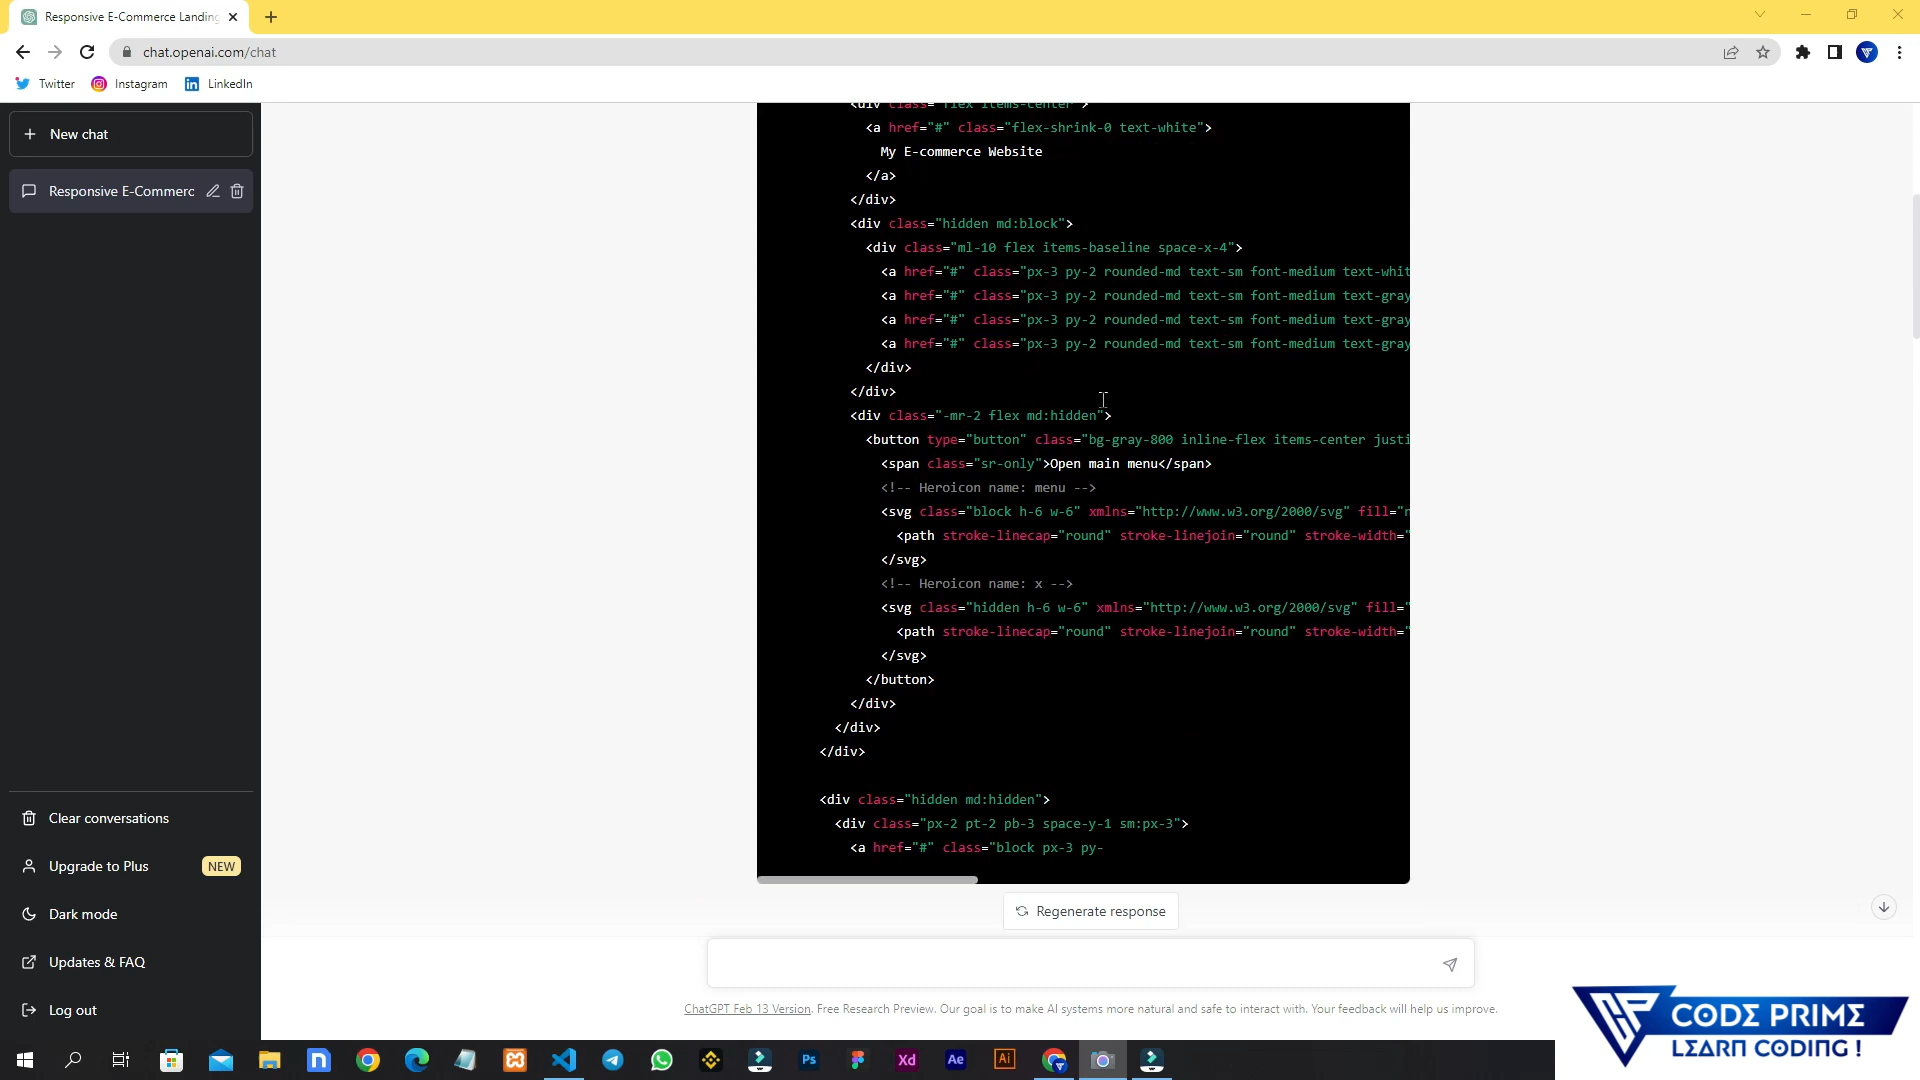 Responsive E-Commerce Landing
chat.openai.com/chat
Twitter
Instagram
LinkedIn
New chat
Responsive E-Commerc
<div class="flex items-center">
<a href="#" class="flex-shrink-0 text-white">
My E-commerce Website
</a>
</div>
<div class="hidden md:block">
<div class="ml-10 flex items-baseline space-x-4">
<a href="#" class="px-3 py-2 rounded-md text-sm font-medium text-whit
<a href="#" class="px-3 py-2 rounded-md text-sm font-medium text-gray
<a href="#" class="px-3 py-2 rounded-md text-sm font-medium text-gray
<a href="#" class="px-3 py-2 rounded-md text-sm font-medium text-gray
</div>
</div>
<div class="-mr-2 flex md:hidden">
<button type="button" class="bg-gray-800 inline-flex items-center justi
<span class="sr-only">Open main menu</span>
<!-- Heroicon name: menu -->
<svg class="block h-6 w-6" xmlns="http://www.w3.org/2000/svg" fill="n
<path stroke-linecap="round" stroke-linejoin="round" stroke-width="
</svg>
<!-- Heroicon name: x -->
<svg class="hidden h-6 w-6" xmlns="http://www.w3.org/2000/svg" fill="
<path stroke-linecap="round" stroke-linejoin="round" stroke-width="
</svg>
</button>
</div>
</div>
</div>
<div class="hidden md:hidden">
<div class="px-2 pt-2 pb-3 space-y-1 sm:px-3">
<a href="#" class="block px-3 py-
Clear conversations
Upgrade to Plus
NEW
Dark mode
Updates & FAQ
Log out
Regenerate response
ChatGPT Feb 13 Version. Free Research Preview. Our goal is to make AI systems more natural and safe to interact with. Your feedback will help us improve.
Ps
Xd
Ae
Ai
CODE PRIME
LEARN CODING !